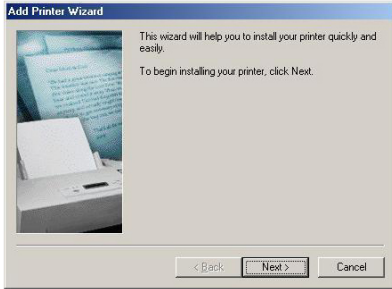 Add Printer Wizard
This wizard will help you to install your printer quickly and
easily.
To begin installing your printer, click Next.
< Back
Next >
Cancel